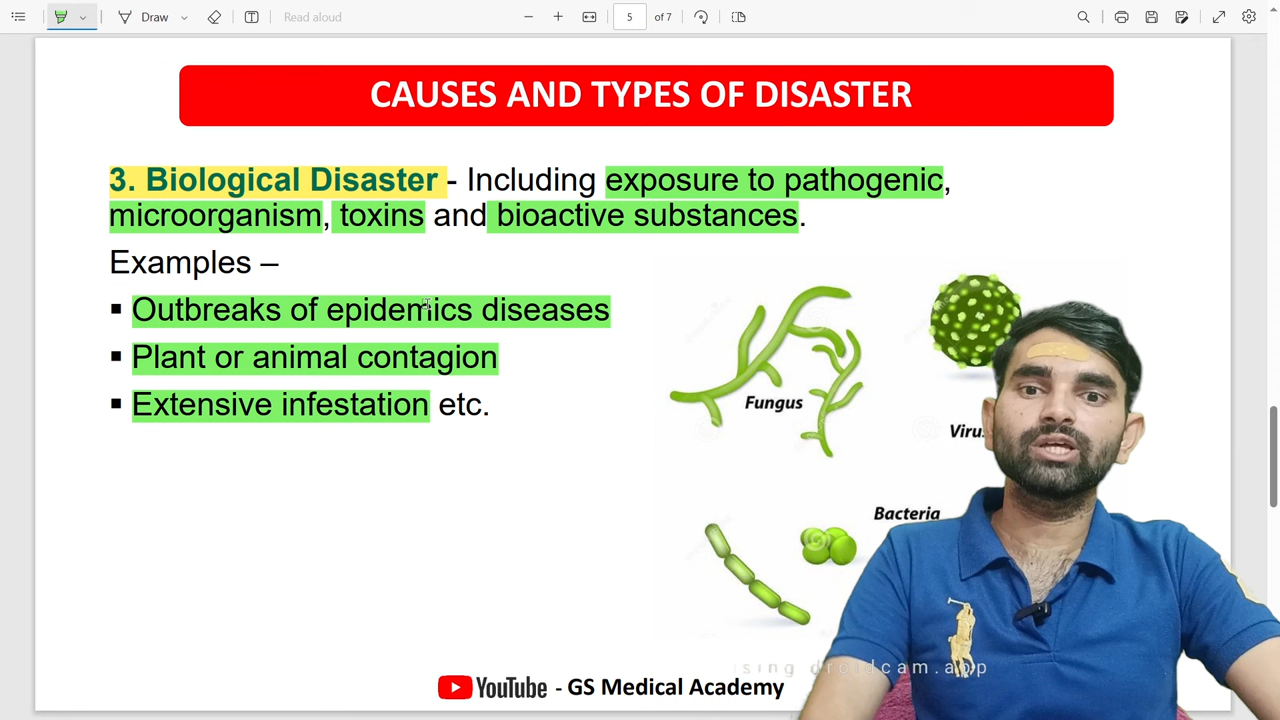 Draw
Read aloud
5
of 7
CAUSES AND TYPES OF DISASTER
3. Biological Disaster - Including exposure to pathogenic,
microorganism, toxins and bioactive substances.
Examples –
▪ Outbreaks of epidemics diseases
▪ Plant or animal contagion
▪ Extensive infestation etc.
Fungus
Bacteria
droidcam.app
YouTube - GS Medical Academy